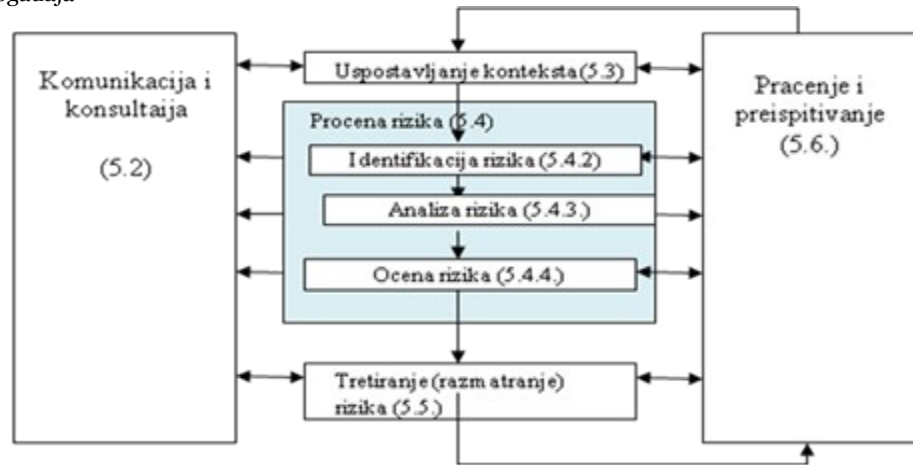 Komunikacija i
konsultaija
(5.2)
Uspostavljanje konteksta (5.3)
Procena rizika (5.4)
Identifikacija rizika (5.4.2)
Analiza rizika (5.4.3.)
Ocena rizika (5.4.4.)
Tretiranje (razmatranje)
rizika (5.5.)
Pracenje i
preispitivanje
(5.6.)